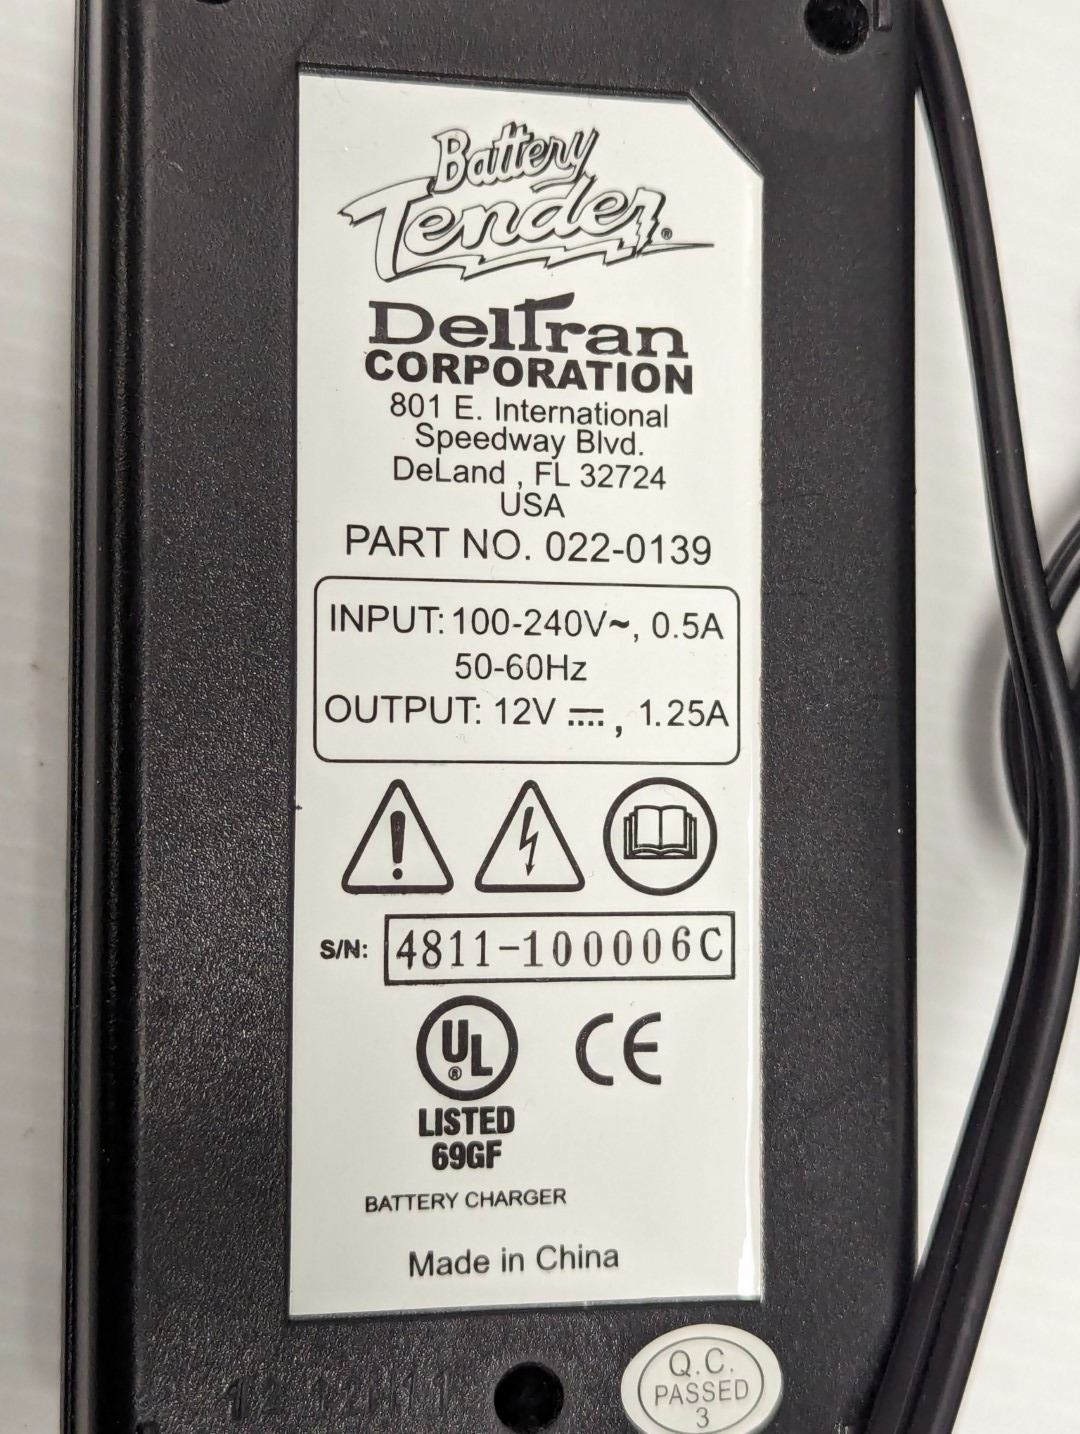 Battery
Tender®
Deltran
CORPORATION
801 E. International
Speedway Blvd.
DeLand , FL 32724
USA
PART NO. 022-0139
INPUT: 100-240V~, 0.5A
50-60Hz
OUTPUT: 12V ⎓, 1.25A
S/N: 4811-100006C
UL® CE
LISTED
69GF
BATTERY CHARGER
Made in China
Q.C.
PASSED
3